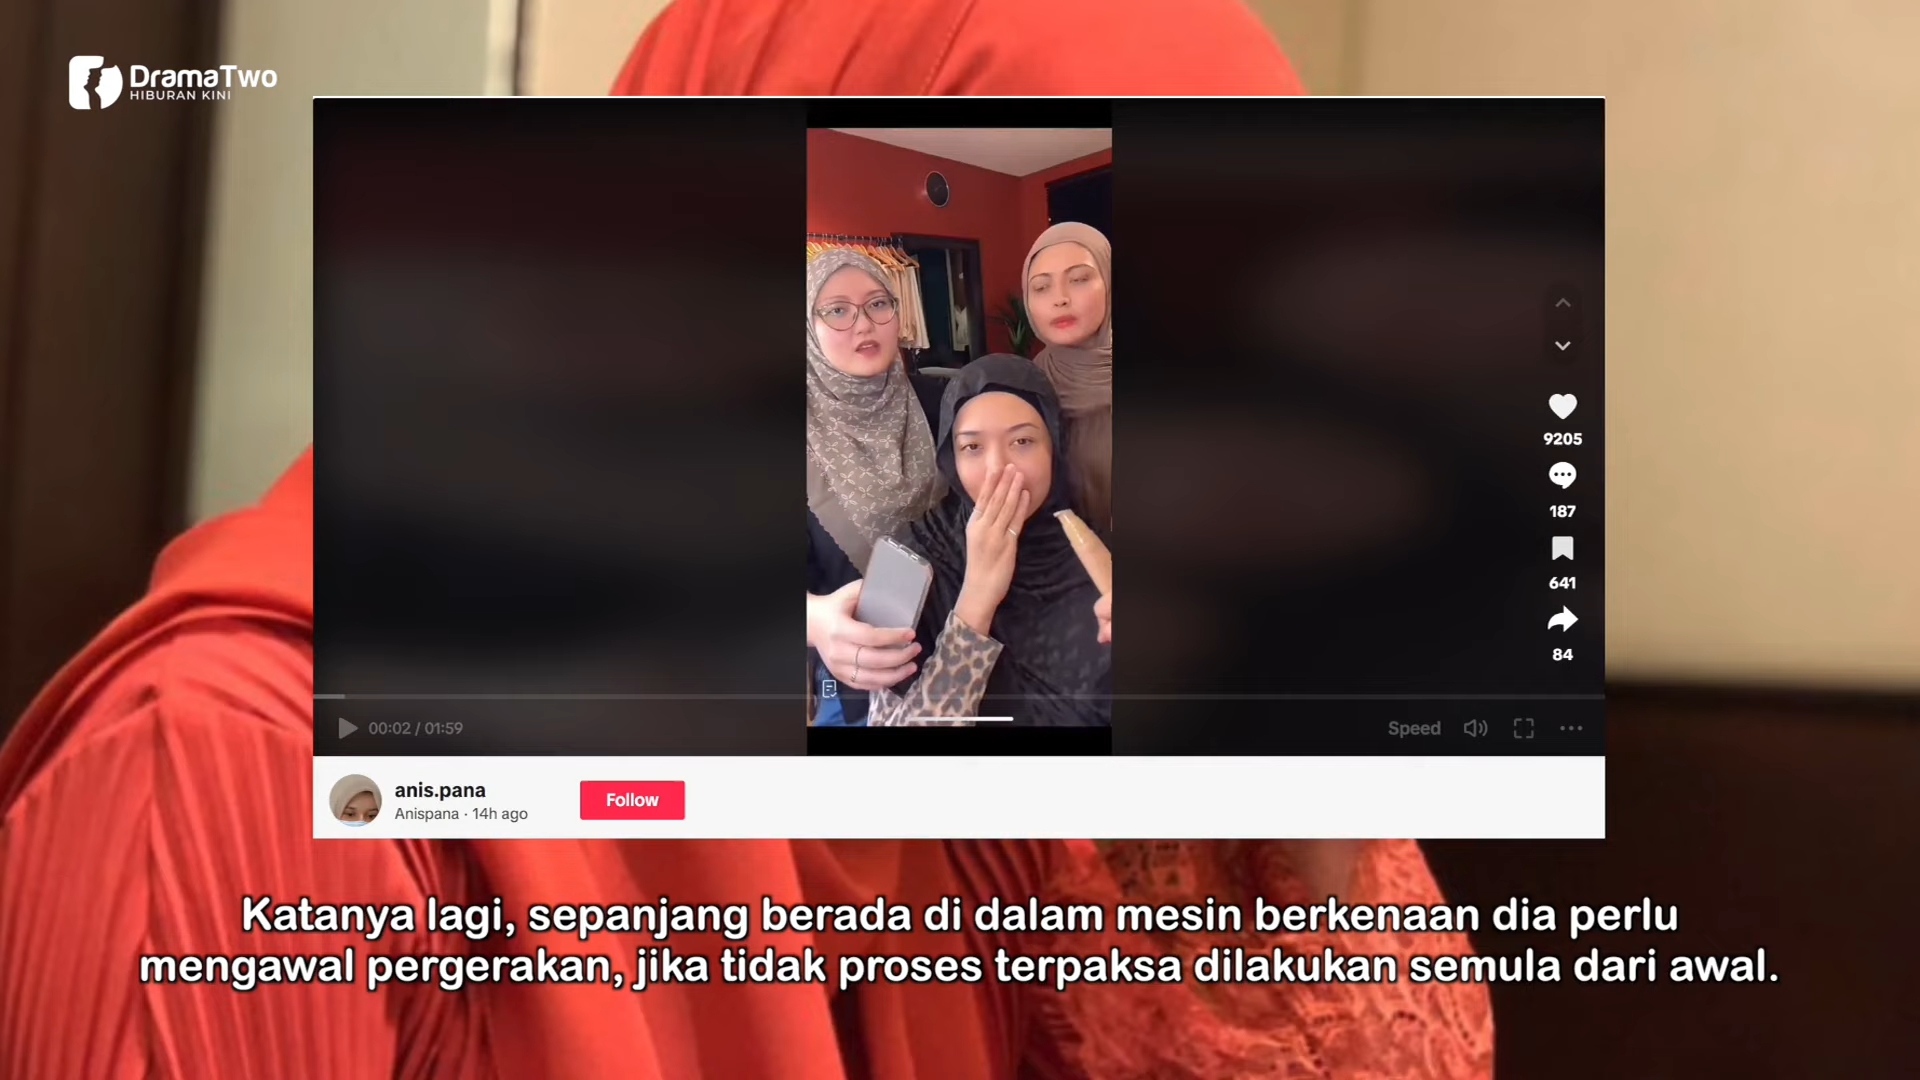 DramaTwo
HIBURAN KINI
9205
187
641
84
00:02 / 01:59
Speed
anis.pana
Anispana · 14h ago
Follow
Katanya lagi, sepanjang berada di dalam mesin berkenaan dia perlu
mengawal pergerakan, jika tidak proses terpaksa dilakukan semula dari awal.